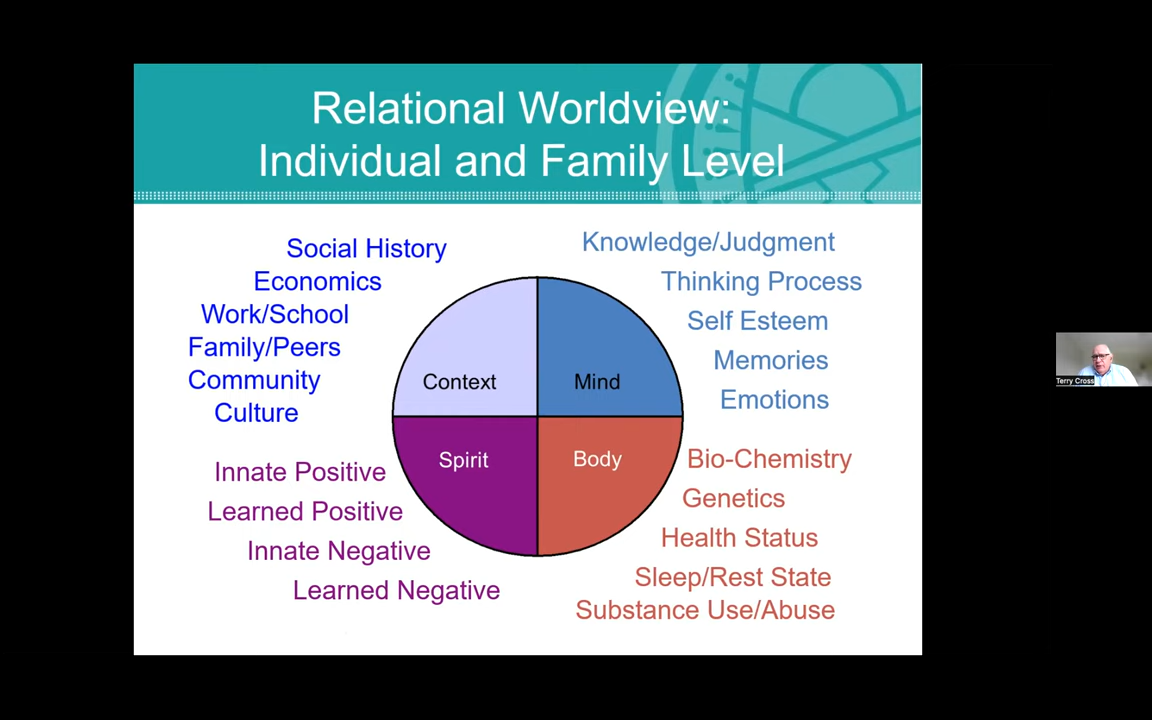 Relational Worldview:
Individual and Family Level
Social History
Economics
Work/School
Family/Peers
Community
Culture
Knowledge/Judgment
Thinking Process
Self Esteem
Memories
Emotions
Context
Mind
Spirit
Body
Innate Positive
Learned Positive
Innate Negative
Learned Negative
Bio-Chemistry
Genetics
Health Status
Sleep/Rest State
Substance Use/Abuse
Terry Cross